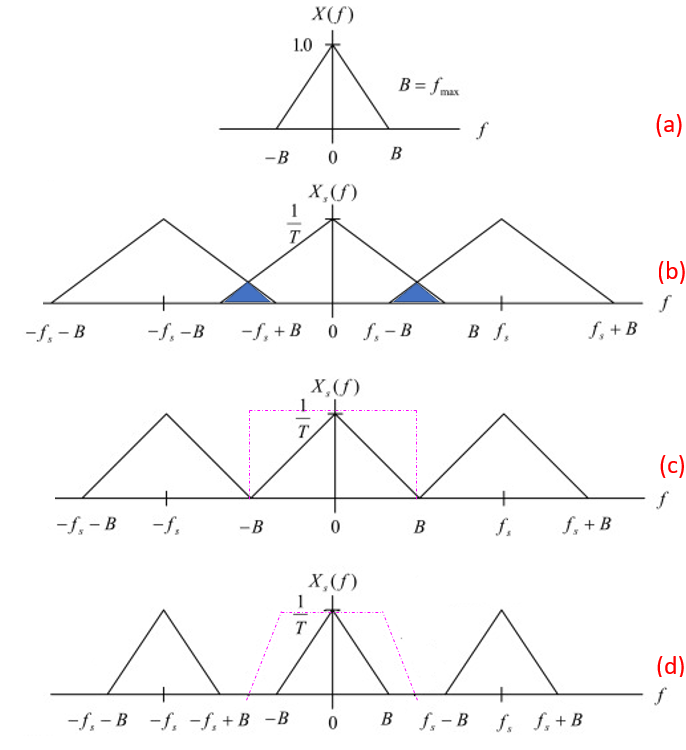 X(f)
1.0
B = f_max
f
(a)
−B 0 B
X_s(f)
1/T
(b)
f
−f_s − B −f_s − B −f_s + B 0 f_s − B B f_s f_s + B
X_s(f)
1/T
(c)
f
−f_s − B −f_s −B 0 B f_s f_s + B
X_s(f)
1/T
(d)
f
−f_s − B −f_s −f_s + B −B 0 B f_s − B f_s f_s + B